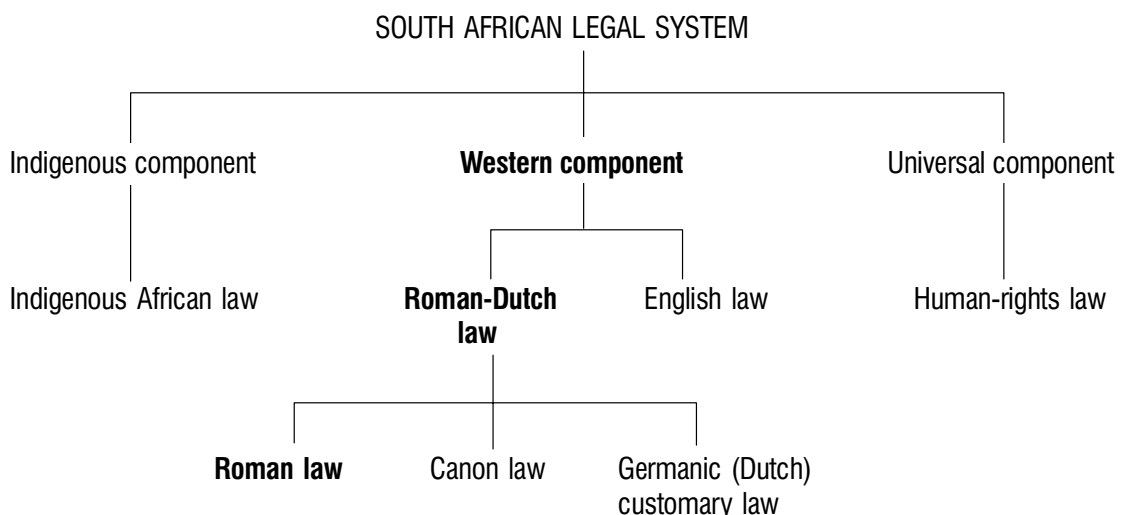 SOUTH AFRICAN LEGAL SYSTEM
Indigenous component
Western component
Universal component
Indigenous African law
Roman-Dutch
law
English law
Human-rights law
Roman law
Canon law
Germanic (Dutch)
customary law